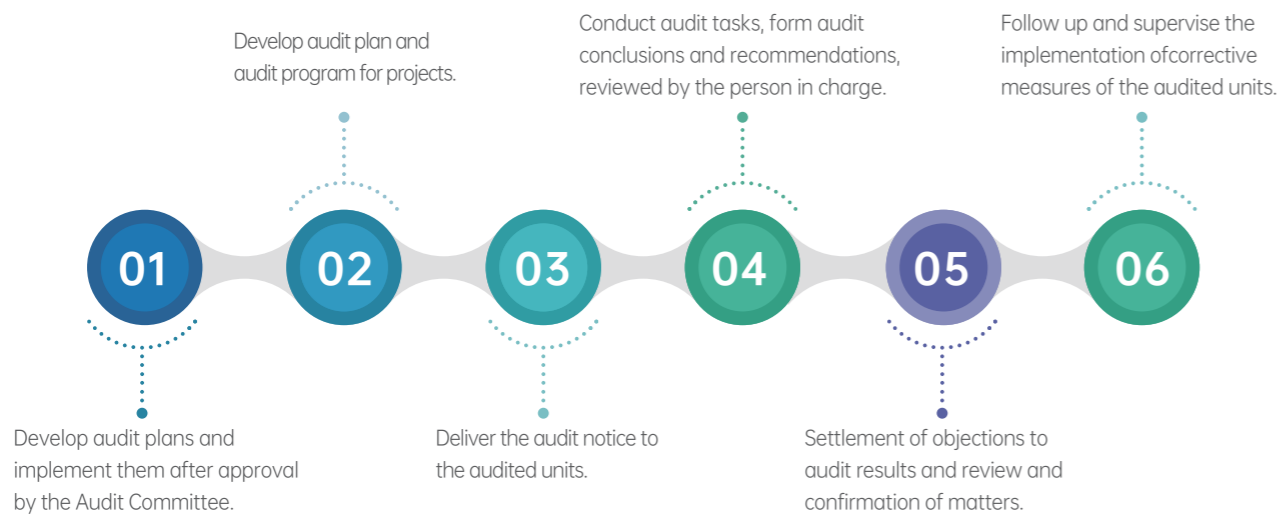 Develop audit plan and
audit program for projects.
Conduct audit tasks, form audit
conclusions and recommendations,
reviewed by the person in charge.
Follow up and supervise the
implementation ofcorrective
measures of the audited units.
01
02
03
04
05
06
Develop audit plans and
implement them after approval
by the Audit Committee.
Deliver the audit notice to
the audited units.
Settlement of objections to
audit results and review and
confirmation of matters.